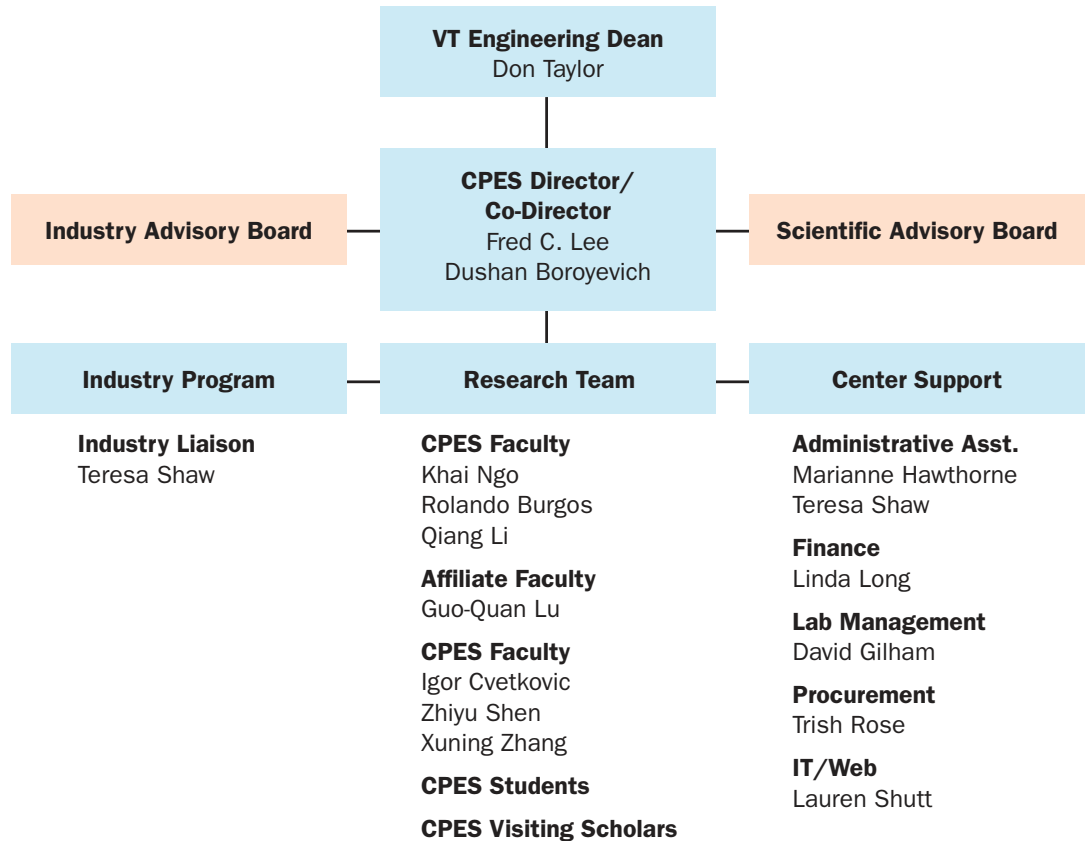 VT Engineering Dean
Don Taylor
CPES Director/
Co-Director
Fred C. Lee
Dushan Boroyevich
Industry Advisory Board
Scientific Advisory Board
Industry Program
Research Team
Center Support
Industry Liaison
Teresa Shaw
CPES Faculty
Khai Ngo
Rolando Burgos
Qiang Li
Affiliate Faculty
Guo-Quan Lu
CPES Faculty
Igor Cvetkovic
Zhiyu Shen
Xuning Zhang
CPES Students
CPES Visiting Scholars
Administrative Asst.
Marianne Hawthorne
Teresa Shaw
Finance
Linda Long
Lab Management
David Gilham
Procurement
Trish Rose
IT/Web
Lauren Shutt